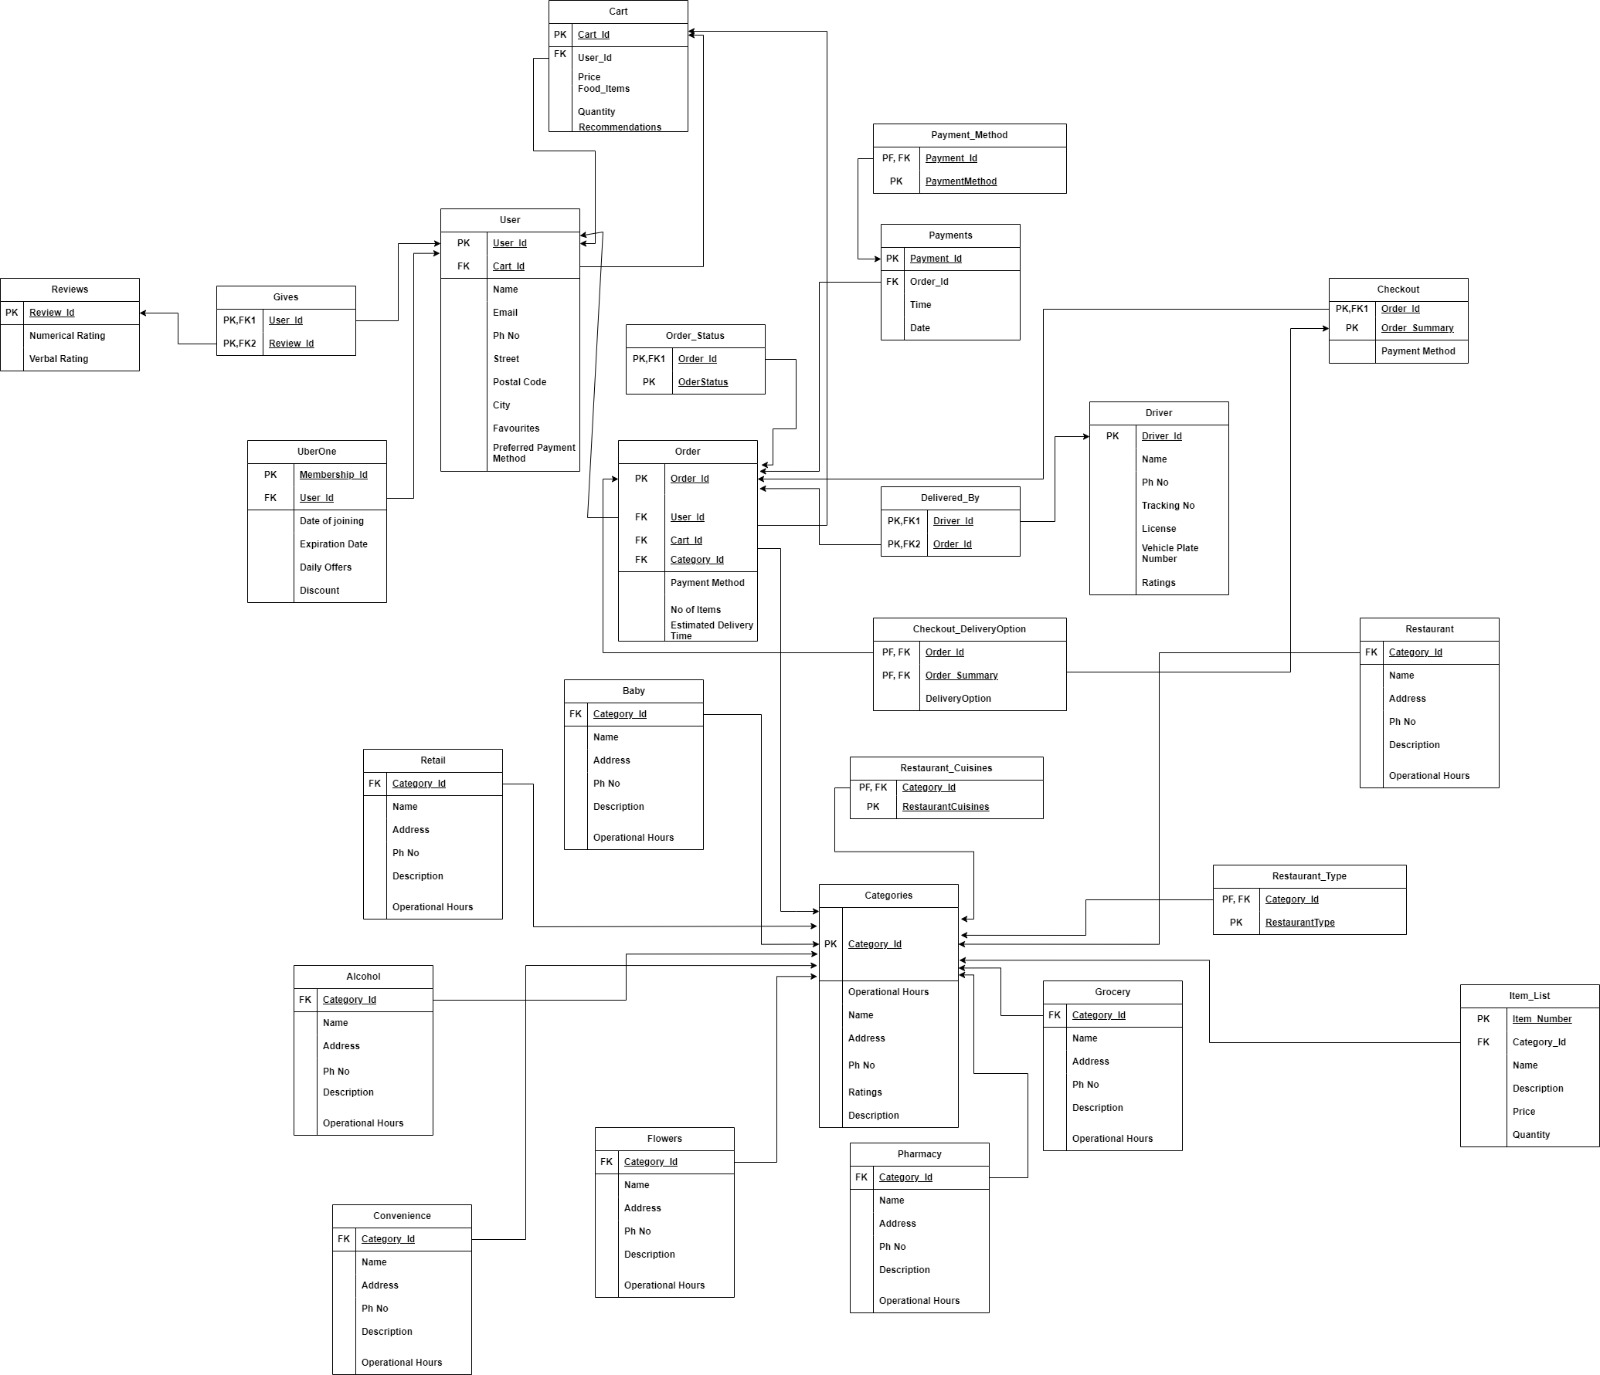 Cart
PK Cart_Id
FK User_Id
Price
Food_Items
Quantity
Recommendations
Payment_Method
PF, FK Payment_Id
PK PaymentMethod
User
PK User_Id
FK Cart_Id
Name
Email
Ph No
Street
Postal Code
City
Favourites
Preferred Payment
Method
Payments
PK Payment_Id
FK Order_Id
Time
Date
Reviews
PK Review_Id
Numerical Rating
Verbal Rating
Gives
PK,FK1 User_Id
PK,FK2 Review_Id
Checkout
PK,FK1 Order_Id
PK Order_Summary
Payment Method
Order_Status
PK,FK1 Order_Id
PK OderStatus
Driver
PK Driver_Id
Name
Ph No
Tracking No
License
Vehicle Plate
Number
Ratings
UberOne
PK Membership_Id
FK User_Id
Date of joining
Expiration Date
Daily Offers
Discount
Order
PK Order_Id
FK User_Id
FK Cart_Id
FK Category_Id
Payment Method
No of Items
Estimated Delivery
Time
Delivered_By
PK,FK1 Driver_Id
PK,FK2 Order_Id
Checkout_DeliveryOption
PF, FK Order_Id
PF, FK Order_Summary
DeliveryOption
Restaurant
FK Category_Id
Name
Address
Ph No
Description
Operational Hours
Baby
FK Category_Id
Name
Address
Ph No
Description
Operational Hours
Retail
FK Category_Id
Name
Address
Ph No
Description
Operational Hours
Restaurant_Cuisines
PF, FK Category_Id
PK RestaurantCuisines
Restaurant_Type
PF, FK Category_Id
PK RestaurantType
Categories
PK Category_Id
Operational Hours
Name
Address
Ph No
Ratings
Description
Alcohol
FK Category_Id
Name
Address
Ph No
Description
Operational Hours
Grocery
FK Category_Id
Name
Address
Ph No
Description
Operational Hours
Item_List
PK Item_Number
FK Category_Id
Name
Description
Price
Quantity
Flowers
FK Category_Id
Name
Address
Ph No
Description
Operational Hours
Pharmacy
FK Category_Id
Name
Address
Ph No
Description
Operational Hours
Convenience
FK Category_Id
Name
Address
Ph No
Description
Operational Hours